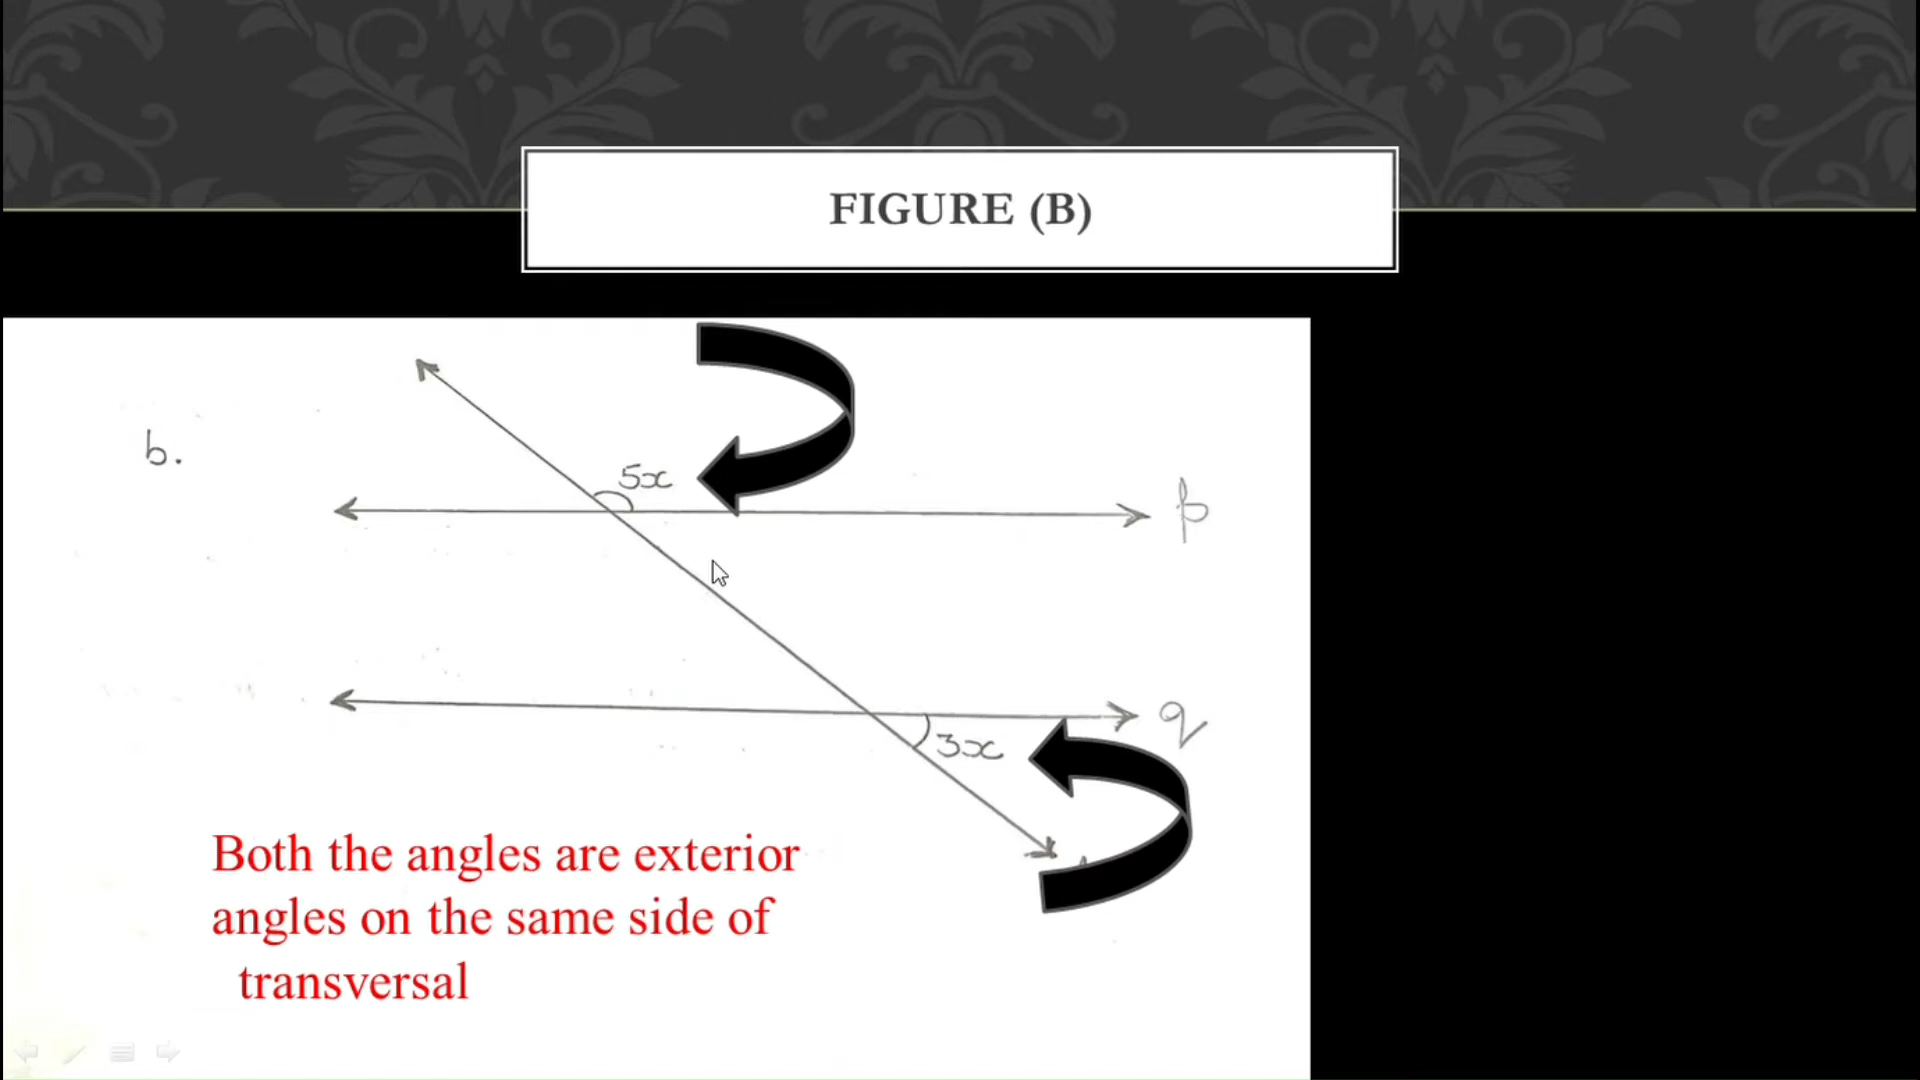 FIGURE (B)
b.
5x
p
q
3x
Both the angles are exterior
angles on the same side of
transversal